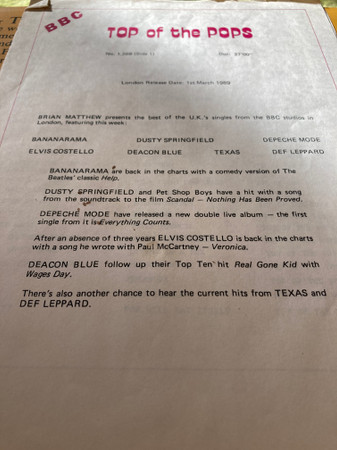 BBC
TOP of the POPS
London Release Date: 1st March 1989
BRIAN MATTHEW presents the best of the U.K.'s singles from the BBC studios in
London, featuring this week:
BANANARAMA DUSTY SPRINGFIELD DEPECHE MODE
ELVIS COSTELLO DEACON BLUE TEXAS DEF LEPPARD
BANANARAMA are back in the charts with a comedy version of The
Beatles' classic Help.
DUSTY SPRINGFIELD and Pet Shop Boys have a hit with a song
from the soundtrack to the film Scandal — Nothing Has Been Proved.
DEPECHE MODE have released a new double live album — the first
single from it is Everything Counts.
After an absence of three years ELVIS COSTELLO is back in the charts
with a song he wrote with Paul McCartney — Veronica.
DEACON BLUE follow up their Top Ten hit Real Gone Kid with
Wages Day.
There's also another chance to hear the current hits from TEXAS and
DEF LEPPARD.